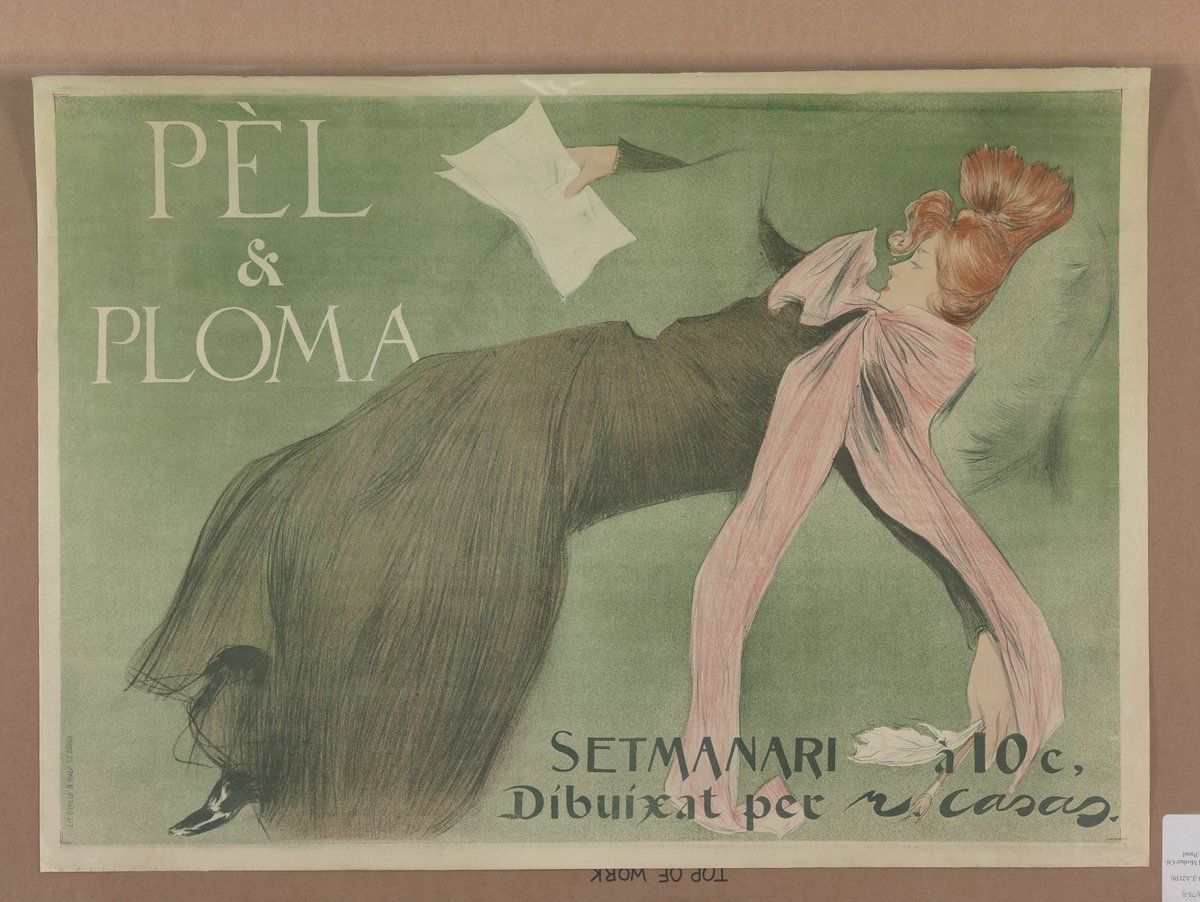 PÈL
&
PLOMA
SETMANARI à 10 c,
Dibuixat per r. casas.
TOP OF WORK